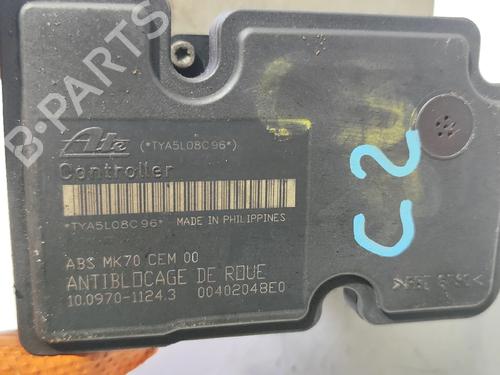 B-PARTS
Ate (*TYA5L08C96*)
Controller
*TYA5L08C96* MADE IN PHILIPPINES
ABS MK70 CEM 00
ANTIBLOCAGE DE ROUE
10.0970-1124.3 00402048E0
C2